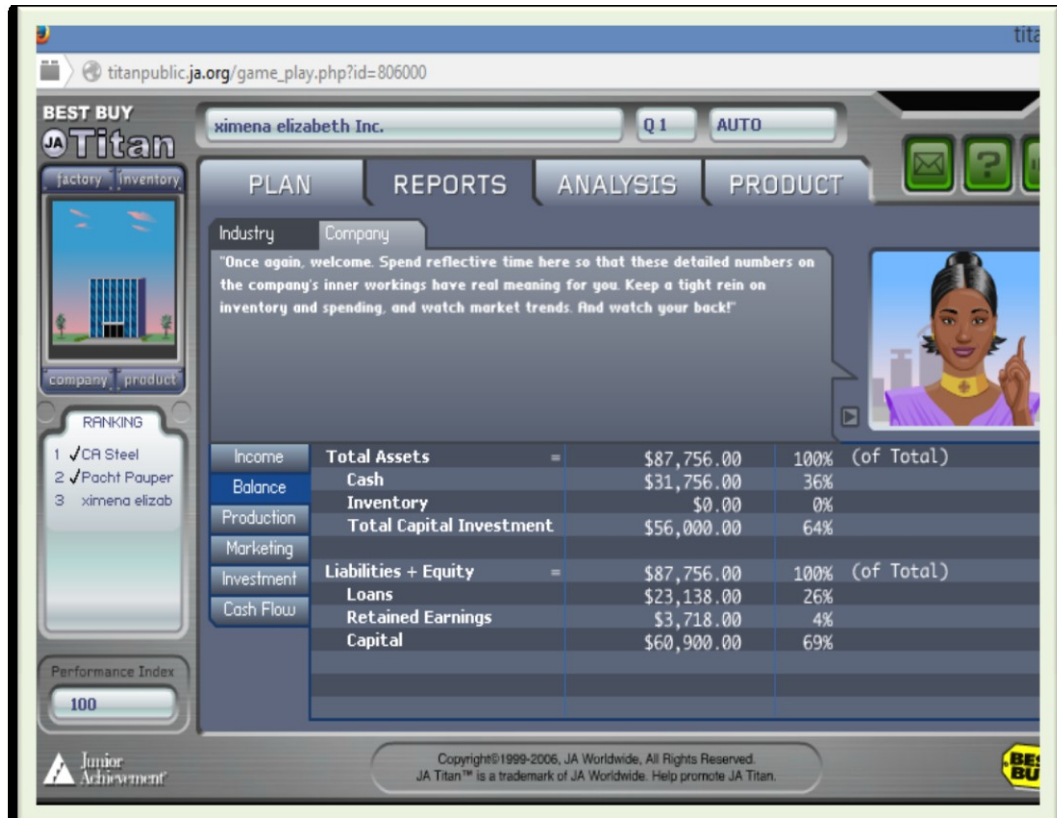 tita
titanpublic.ja.org/game_play.php?id=806000
BEST BUY
JA Titan
ximena elizabeth Inc.
Q 1
AUTO
factory inventory
PLAN REPORTS ANALYSIS PRODUCT
Industry Company
"Once again, welcome. Spend reflective time here so that these detailed numbers on
the company's inner workings have real meaning for you. Keep a tight rein on
inventory and spending, and watch market trends. And watch your back!"
company product
RANKING
1 ✓CA Steel
2 ✓Pacht Pauper
3 ximena elizab
Performance Index
100
Income
Balance
Production
Marketing
Investment
Cash Flow
Total Assets = $87,756.00 100% (of Total)
Cash $31,756.00 36%
Inventory $0.00 0%
Total Capital Investment $56,000.00 64%
Liabilities + Equity = $87,756.00 100% (of Total)
Loans $23,138.00 26%
Retained Earnings $3,718.00 4%
Capital $60,900.00 69%
Junior
Achievement®
Copyright©1999-2006, JA Worldwide, All Rights Reserved.
JA Titan™ is a trademark of JA Worldwide. Help promote JA Titan.
BES
BU